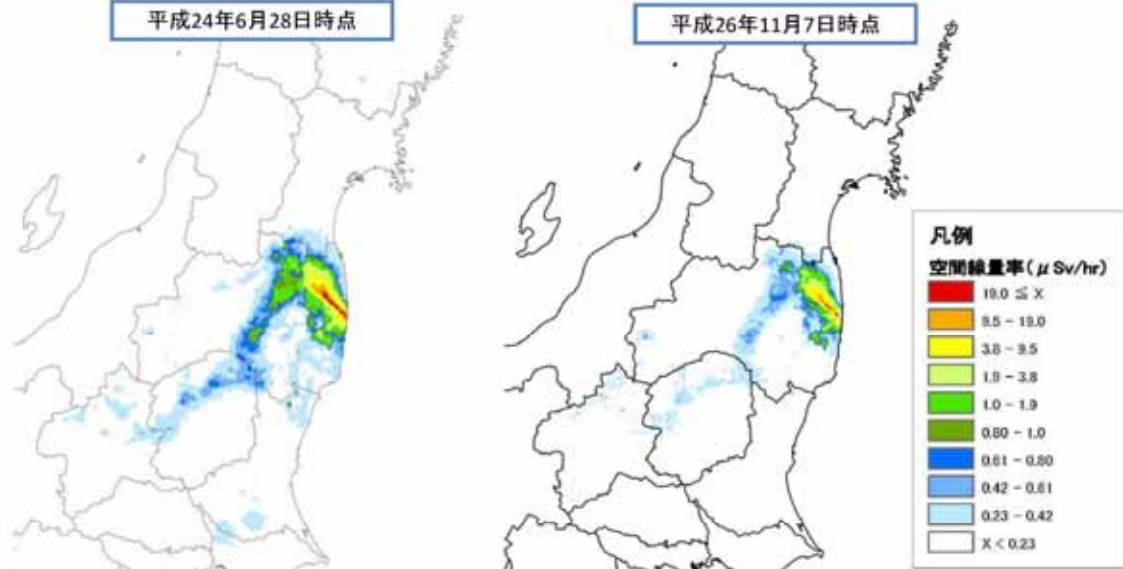 平成24年6月28日時点
平成26年11月7日時点
凡例
空間線量率(μSv/hr)
19.0 ≦ X
9.5 - 19.0
3.8 - 9.5
1.9 - 3.8
1.0 - 1.9
0.80 - 1.0
0.61 - 0.80
0.42 - 0.61
0.23 - 0.42
X < 0.23